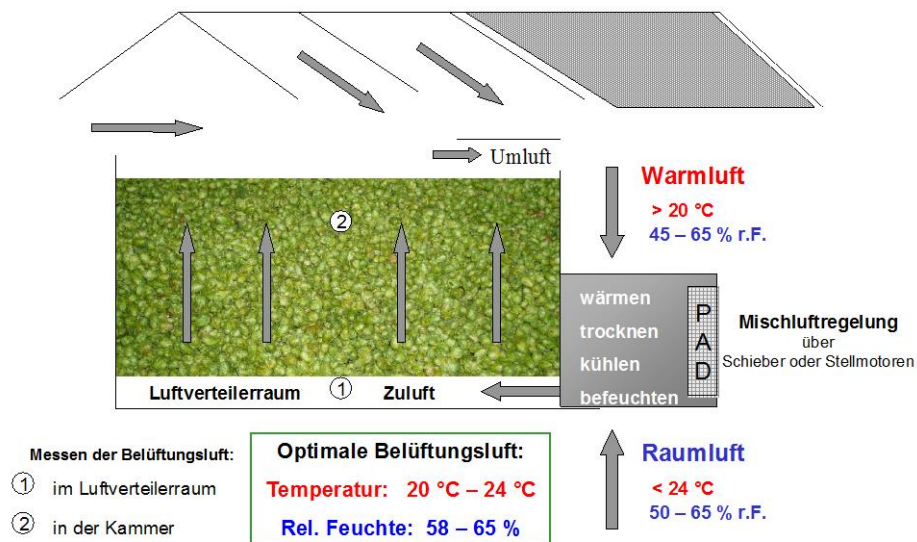 Umluft
②
Warmluft
> 20 °C
45 – 65 % r.F.
wärmen
trocknen
kühlen
befeuchten
P
A
D
Mischluftregelung
über
Schieber oder Stellmotoren
Luftverteilerraum ① Zuluft
Messen der Belüftungsluft:
① im Luftverteilerraum
② in der Kammer
Optimale Belüftungsluft:
Temperatur: 20 °C – 24 °C
Rel. Feuchte: 58 – 65 %
Raumluft
< 24 °C
50 – 65 % r.F.